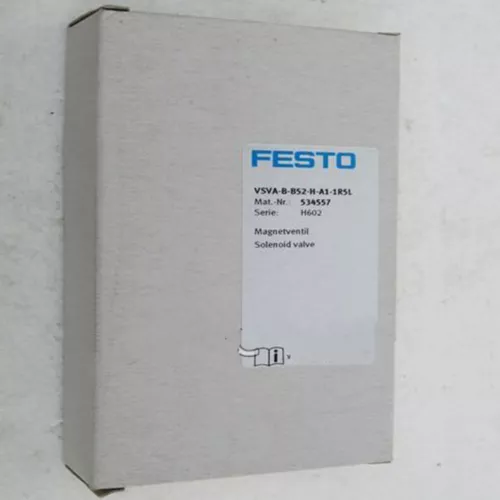 FESTO
VSVA-B-B52-H-A1-1R5L
Mat.-Nr.: 534557
Serie: H602
Magnetventil
Solenoid valve
i
v